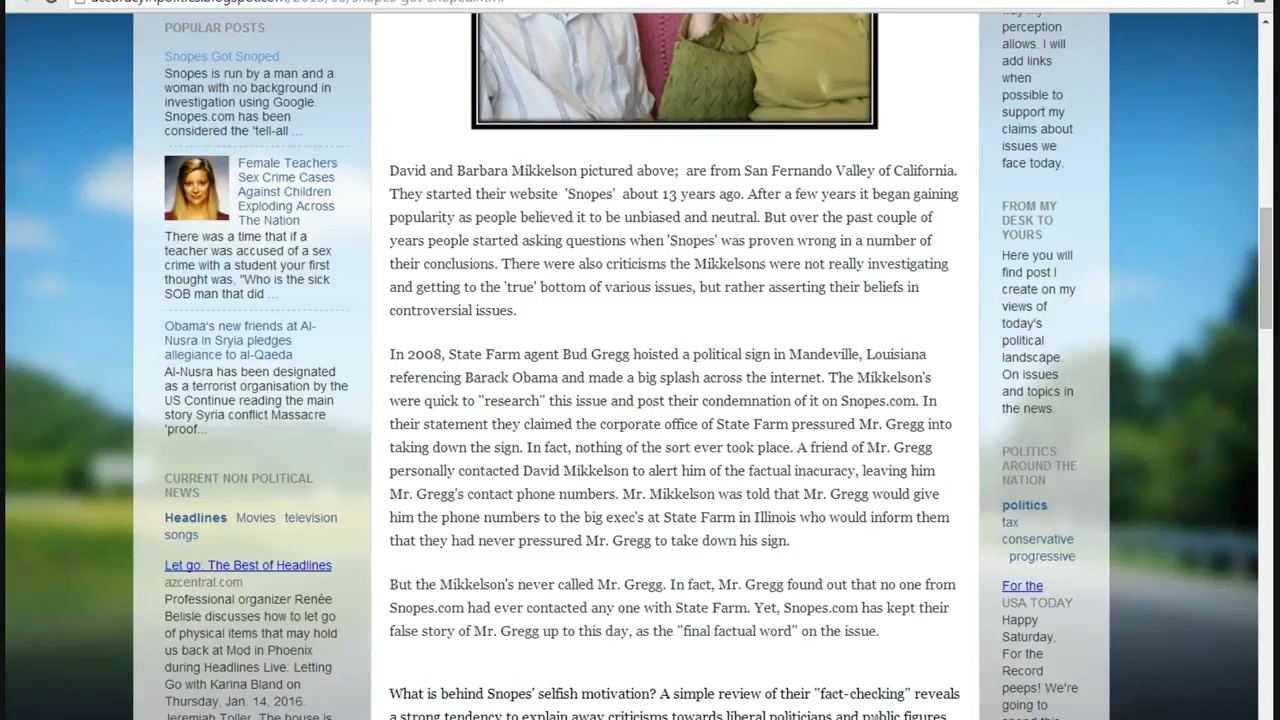 POPULAR POSTS
Snopes Got Snoped
Snopes is run by a man and a
woman with no background in
investigation using Google.
Snopes.com has been
considered the 'tell-all ...
Female Teachers
Sex Crime Cases
Against Children
Exploding Across
The Nation
There was a time that if a
teacher was accused of a sex
crime with a student your first
thought was, "Who is the sick
SOB man that did ...
Obama's new friends at Al-
Nusra in Sryia pledges
allegiance to al-Qaeda
Al-Nusra has been designated
as a terrorist organisation by the
US Continue reading the main
story Syria conflict Massacre
'proof...
CURRENT NON POLITICAL
NEWS
Headlines Movies television
songs
Let go: The Best of Headlines
azcentral.com
Professional organizer Renée
Belisle discusses how to let go
of physical items that may hold
us back at Mod in Phoenix
during Headlines Live: Letting
Go with Karina Bland on
Thursday, Jan. 14, 2016.
Jeremiah Toller. The house is
David and Barbara Mikkelson pictured above; are from San Fernando Valley of California.
They started their website 'Snopes' about 13 years ago. After a few years it began gaining
popularity as people believed it to be unbiased and neutral. But over the past couple of
years people started asking questions when 'Snopes' was proven wrong in a number of
their conclusions. There were also criticisms the Mikkelsons were not really investigating
and getting to the 'true' bottom of various issues, but rather asserting their beliefs in
controversial issues.
In 2008, State Farm agent Bud Gregg hoisted a political sign in Mandeville, Louisiana
referencing Barack Obama and made a big splash across the internet. The Mikkelson's
were quick to "research" this issue and post their condemnation of it on Snopes.com. In
their statement they claimed the corporate office of State Farm pressured Mr. Gregg into
taking down the sign. In fact, nothing of the sort ever took place. A friend of Mr. Gregg
personally contacted David Mikkelson to alert him of the factual inacuracy, leaving him
Mr. Gregg's contact phone numbers. Mr. Mikkelson was told that Mr. Gregg would give
him the phone numbers to the big exec's at State Farm in Illinois who would inform them
that they had never pressured Mr. Gregg to take down his sign.
But the Mikkelson's never called Mr. Gregg. In fact, Mr. Gregg found out that no one from
Snopes.com had ever contacted any one with State Farm. Yet, Snopes.com has kept their
false story of Mr. Gregg up to this day, as the "final factual word" on the issue.
What is behind Snopes' selfish motivation? A simple review of their "fact-checking" reveals
a strong tendency to explain away criticisms towards liberal politicians and public figures
perception
allows. I will
add links
when
possible to
support my
claims about
issues we
face today.
FROM MY
DESK TO
YOURS
Here you will
find post I
create on my
views of
today's
political
landscape.
On issues
and topics in
the news.
POLITICS
AROUND THE
NATION
politics
tax
conservative
progressive
For the
USA TODAY
Happy
Saturday,
For the
Record
peeps! We're
going to